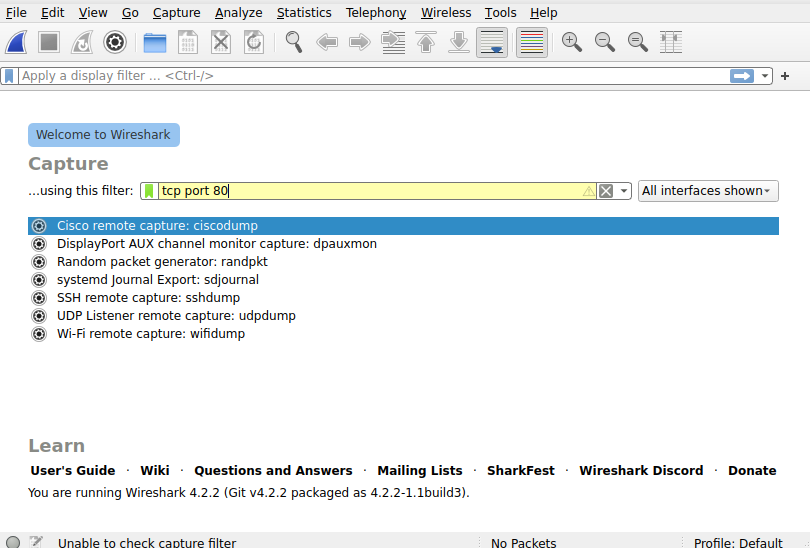 File Edit View Go Capture Analyze Statistics Telephony Wireless Tools Help
Apply a display filter ... <Ctrl-/>
Welcome to Wireshark
Capture
...using this filter: tcp port 80 All interfaces shown
Cisco remote capture: ciscodump
DisplayPort AUX channel monitor capture: dpauxmon
Random packet generator: randpkt
systemd Journal Export: sdjournal
SSH remote capture: sshdump
UDP Listener remote capture: udpdump
Wi-Fi remote capture: wifidump
Learn
User's Guide · Wiki · Questions and Answers · Mailing Lists · SharkFest · Wireshark Discord · Donate
You are running Wireshark 4.2.2 (Git v4.2.2 packaged as 4.2.2-1.1build3).
Unable to check capture filter No Packets Profile: Default